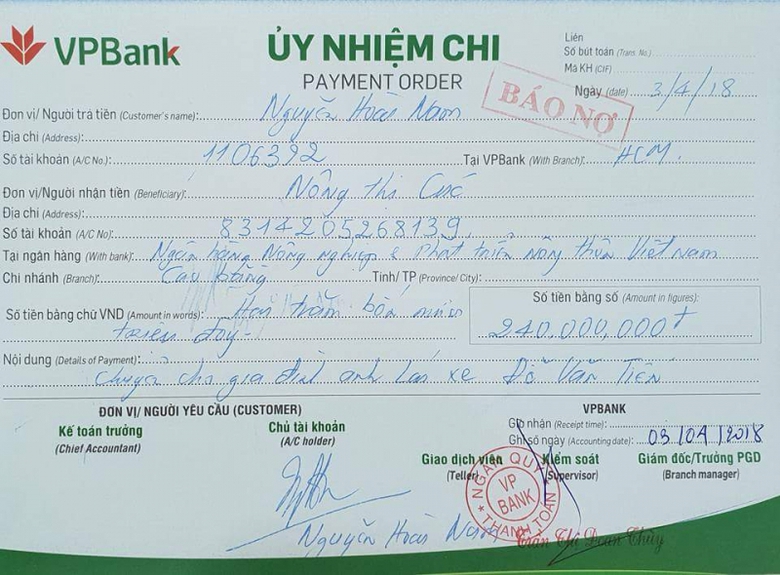 VPBank
ỦY NHIỆM CHI
PAYMENT ORDER
Liên
Số bút toán (Trans. No.)
Mã KH (CIF)
Ngày (date) 3/4/18
BÁO NỢ
Đơn vị/ Người trả tiền (Customer's name): Nguyễn Hoài Nam
Địa chỉ (Address):
Số tài khoản (A/C No.): 1106392 Tại VPBank (With Branch): HCM.
Đơn vị/Người nhận tiền (Beneficiary): Nông thị Cúc
Địa chỉ (Address):
Số tài khoản (A/C No): 8314205268139
Tại ngân hàng (With bank): Ngân hàng Nông nghiệp & Phát triển nông thôn Việt nam
Chi nhánh (Branch): Cao Bằng Tỉnh/ TP (Province/ City):
Số tiền bằng chữ VND (Amount in words): Hai trăm bốn mươi
triệu đồng
Số tiền bằng số (Amount in figures):
240,000,000đ
Nội dung (Details of Payment):
Chuyển cho gia đình anh lái xe Đỗ Văn Tiến
ĐƠN VỊ/ NGƯỜI YÊU CẦU (CUSTOMER) VPBANK
Kế toán trưởng Chủ tài khoản
(Chief Accountant) (A/C holder)
Giờ nhận (Receipt time):
Ghi sổ ngày (Accounting date): 03/04/2018
Giao dịch viên Kiểm soát Giám đốc/Trưởng PGD
(Teller) (Supervisor) (Branch manager)
NGÂN QUỸ
VP BANK
THANH TOÁN
Nguyễn Hoài Nam
Trần Thị Đoan Thùy